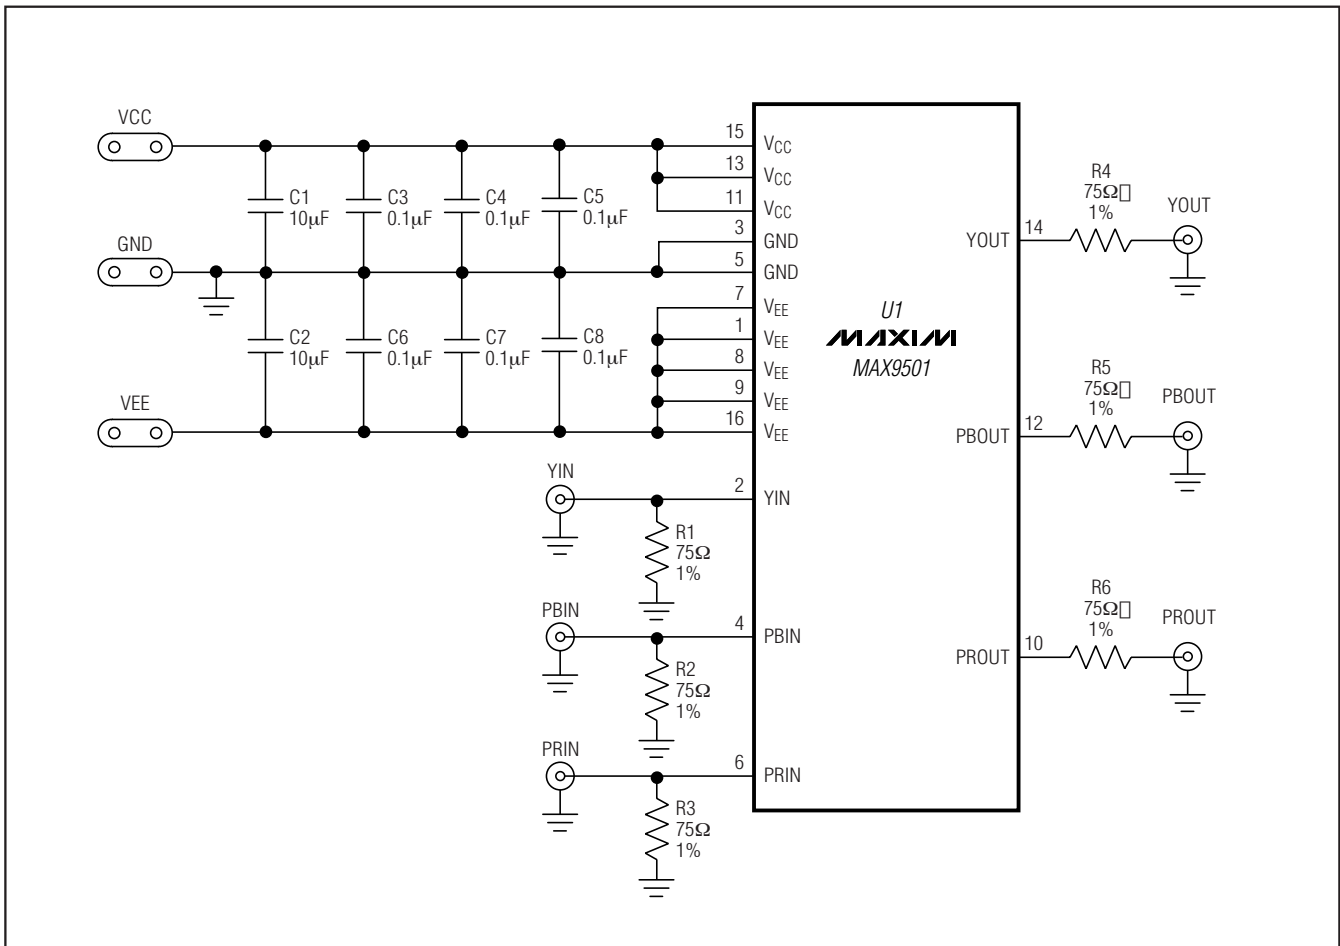 VCC
GND
VEE
C1
10µF
C3
0.1µF
C4
0.1µF
C5
0.1µF
C2
10µF
C6
0.1µF
C7
0.1µF
C8
0.1µF
15
VCC
13
VCC
11
VCC
3
GND
5
GND
7
VEE
1
VEE
8
VEE
9
VEE
16
VEE
YIN
2
YIN
R1
75Ω
1%
PBIN
4
PBIN
R2
75Ω
1%
PRIN
6
PRIN
R3
75Ω
1%
U1
MAXIM
MAX9501
YOUT
14
R4
75Ω▯
1%
YOUT
PBOUT
12
R5
75Ω▯
1%
PBOUT
PROUT
10
R6
75Ω▯
1%
PROUT